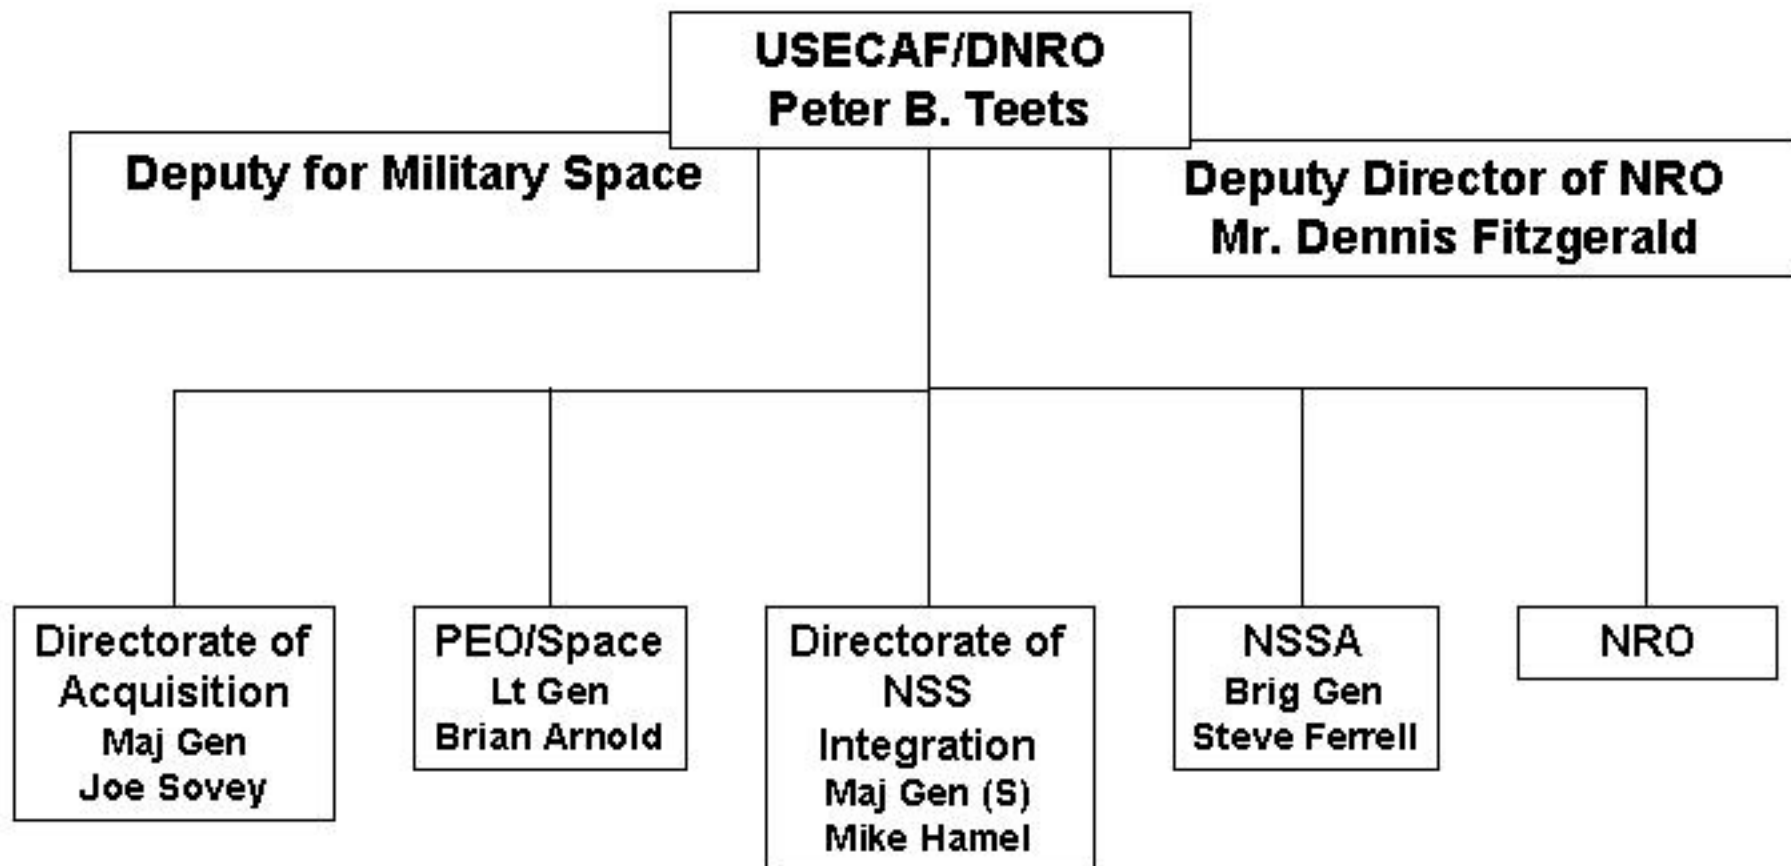 USECAF/DNRO
Peter B. Teets
Deputy for Military Space
Deputy Director of NRO
Mr. Dennis Fitzgerald
Directorate of
Acquisition
Maj Gen
Joe Sovey
PEO/Space
Lt Gen
Brian Arnold
Directorate of
NSS
Integration
Maj Gen (S)
Mike Hamel
NSSA
Brig Gen
Steve Ferrell
NRO